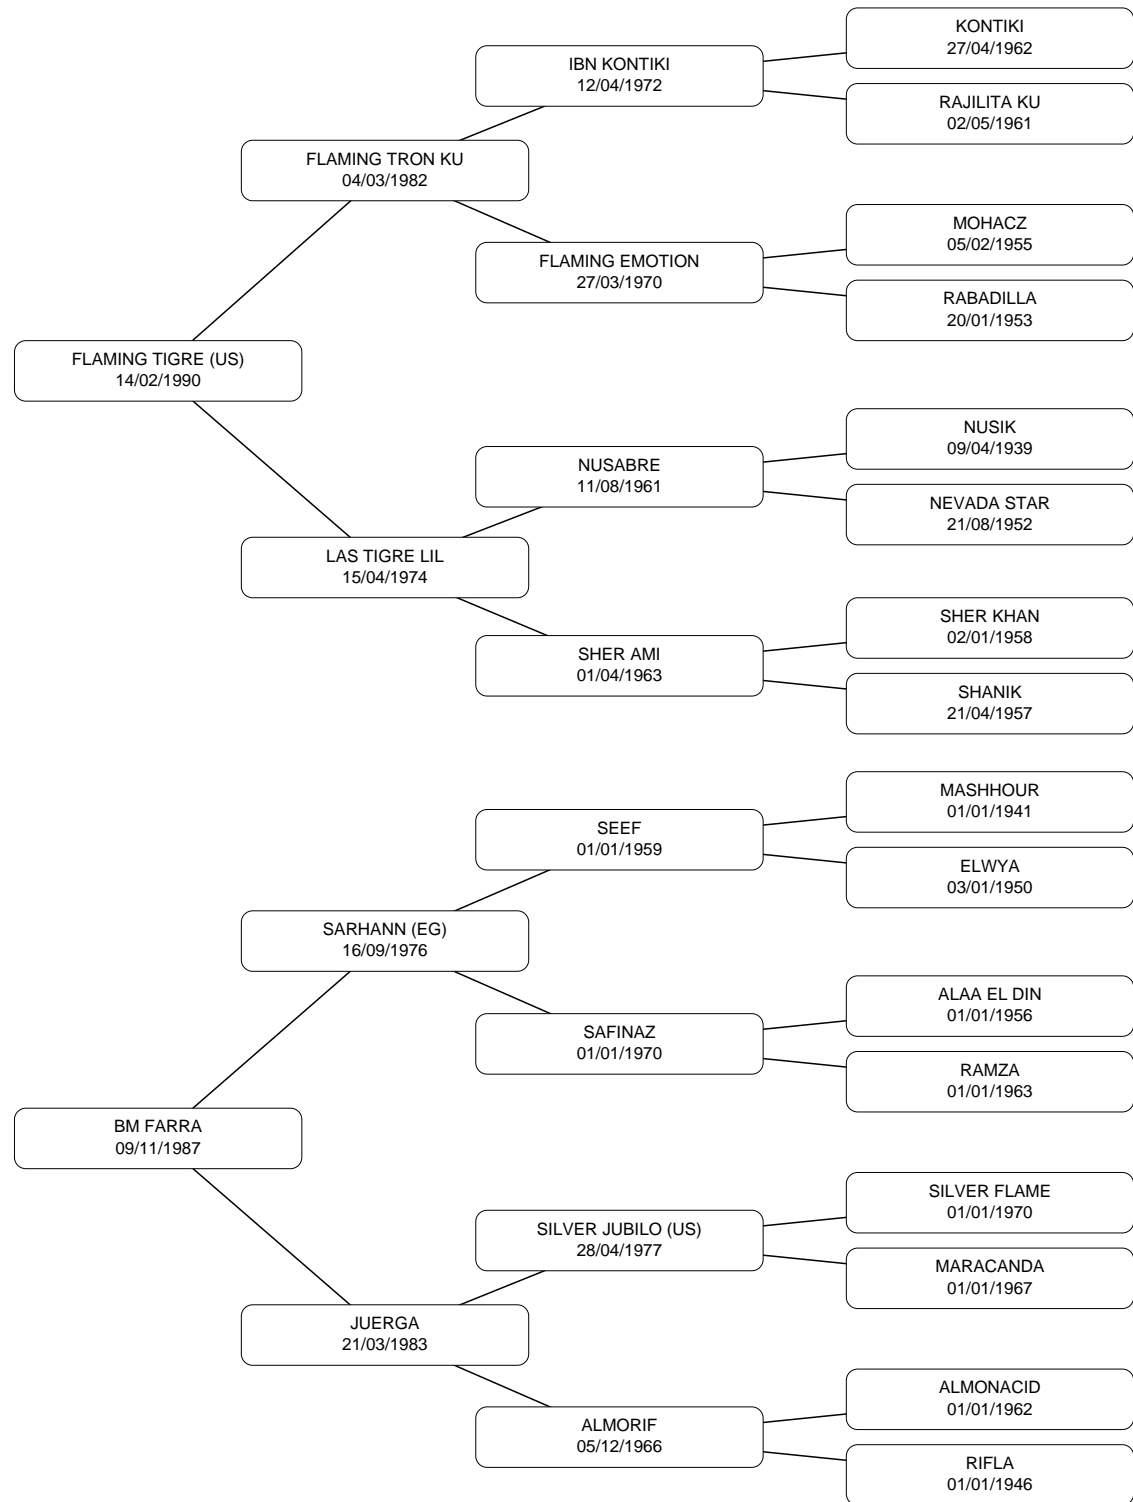 KONTIKI
27/04/1962
IBN KONTIKI
12/04/1972
RAJILITA KU
02/05/1961
FLAMING TRON KU
04/03/1982
MOHACZ
05/02/1955
FLAMING EMOTION
27/03/1970
RABADILLA
20/01/1953
FLAMING TIGRE (US)
14/02/1990
NUSIK
09/04/1939
NUSABRE
11/08/1961
NEVADA STAR
21/08/1952
LAS TIGRE LIL
15/04/1974
SHER KHAN
02/01/1958
SHER AMI
01/04/1963
SHANIK
21/04/1957
MASHHOUR
01/01/1941
SEEF
01/01/1959
ELWYA
03/01/1950
SARHANN (EG)
16/09/1976
ALAA EL DIN
01/01/1956
SAFINAZ
01/01/1970
RAMZA
01/01/1963
BM FARRA
09/11/1987
SILVER FLAME
01/01/1970
SILVER JUBILO (US)
28/04/1977
MARACANDA
01/01/1967
JUERGA
21/03/1983
ALMONACID
01/01/1962
ALMORIF
05/12/1966
RIFLA
01/01/1946